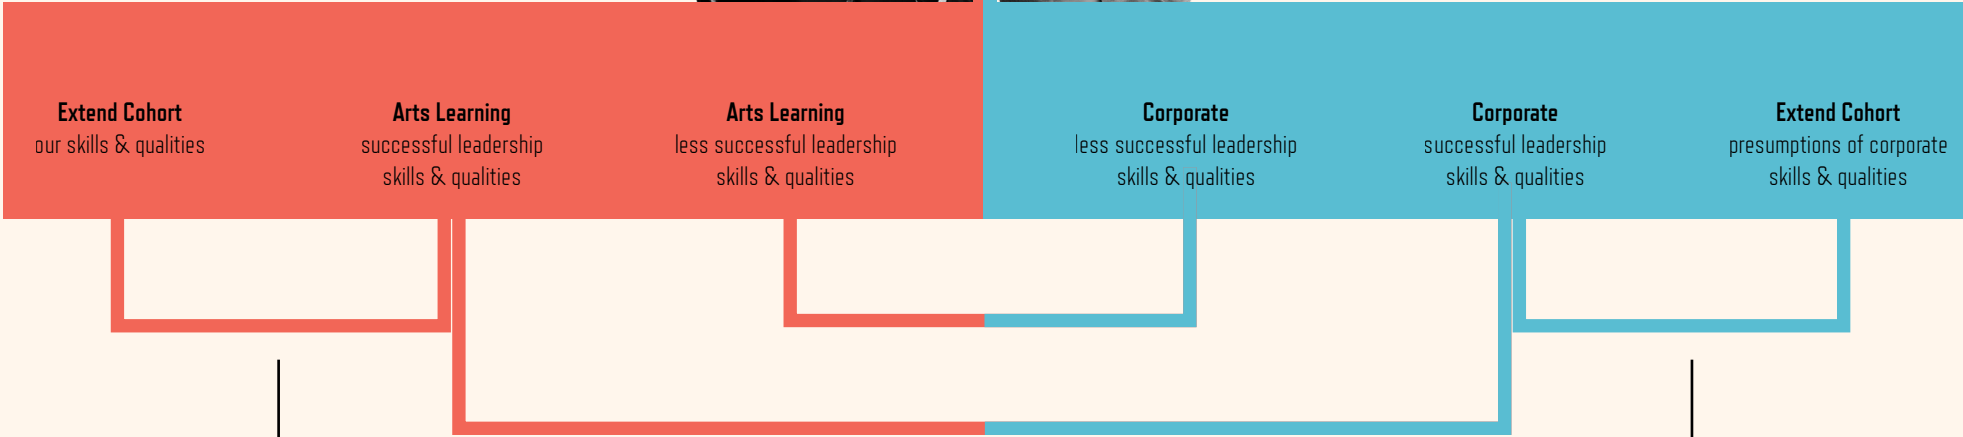 Extend Cohort
our skills & qualities
Arts Learning
successful leadership
skills & qualities
Arts Learning
less successful leadership
skills & qualities
Corporate
less successful leadership
skills & qualities
Corporate
successful leadership
skills & qualities
Extend Cohort
presumptions of corporate
skills & qualities